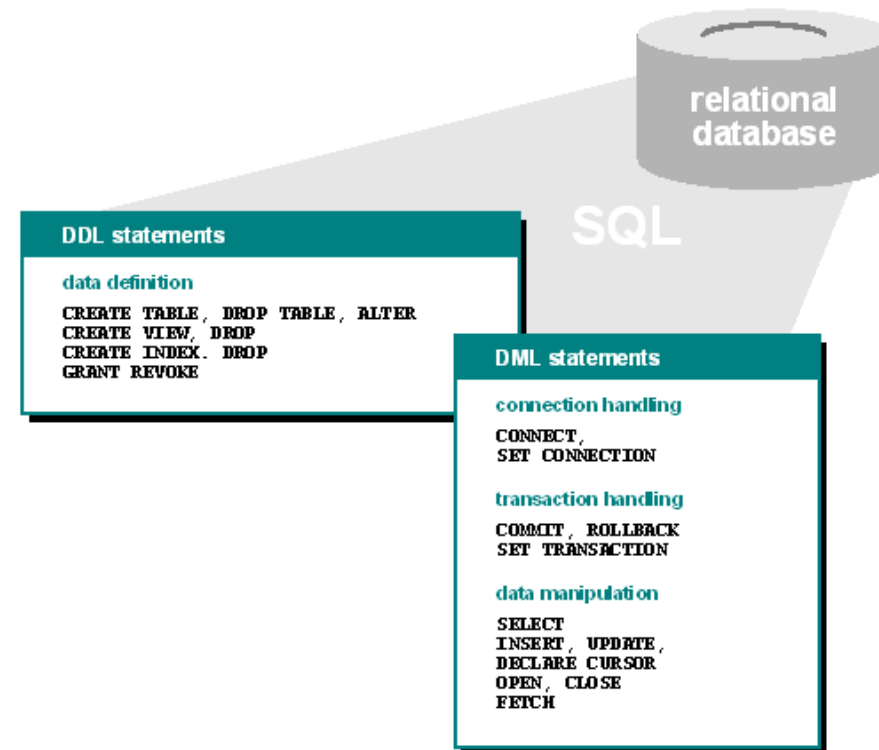 relational
database
SQL
DDL statements
data definition
CREATE TABLE, DROP TABLE, ALTER
CREATE VIEW, DROP
CREATE INDEX. DROP
GRANT REVOKE
DML statements
connection handling
CONNECT,
SET CONNECTION
transaction handling
COMMIT, ROLLBACK
SET TRANSACTION
data manipulation
SELECT
INSERT, UPDATE,
DECLARE CURSOR
OPEN, CLOSE
FETCH